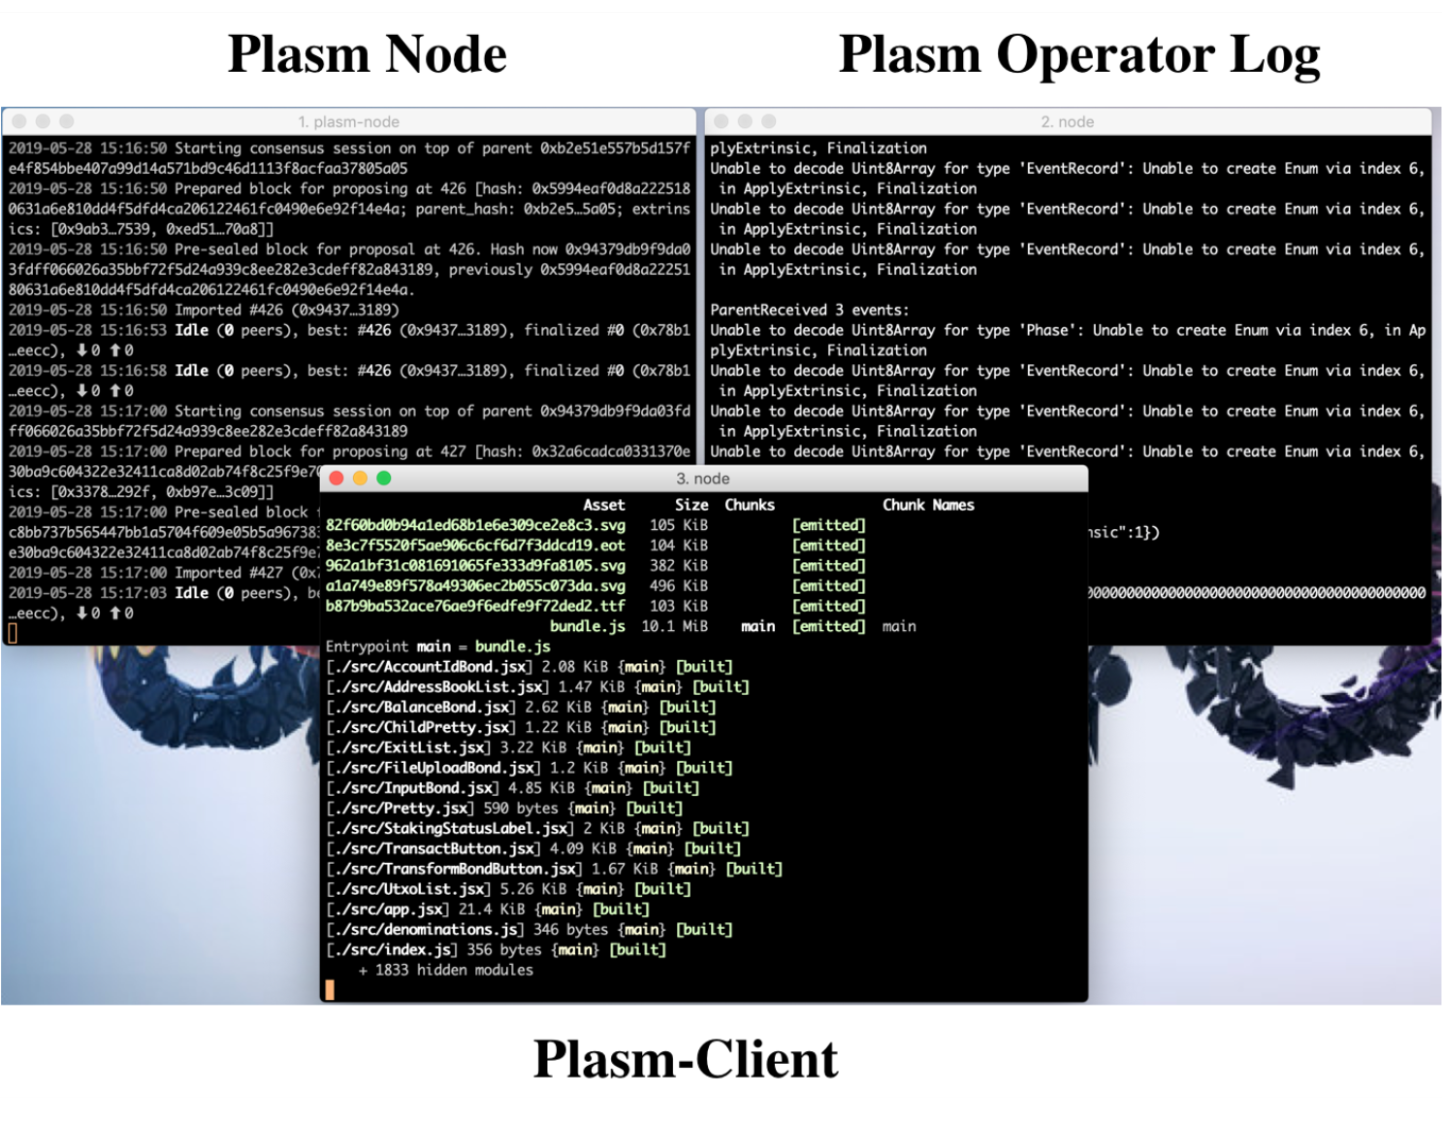 Plasm Node
Plasm Operator Log
1. plasm-node
2019-05-28 15:16:50 Starting consensus session on top of parent 0xb2e51e557b5d157f
e4f854bbe407a99d14a571bd9c46d1113f8acfaa37805a05
2019-05-28 15:16:50 Prepared block for proposing at 426 [hash: 0x5994eaf0d8a222518
0631a6e810dd4f5dfd4ca206122461fc0490e6e92f14e4a; parent_hash: 0xb2e5…5a05; extrins
ics: [0x9ab3…7539, 0xed51…70a8]]
2019-05-28 15:16:50 Pre-sealed block for proposal at 426. Hash now 0x94379db9f9da0
3fdff066026a35bbf72f5d24a939c8ee282e3cdeff82a843189, previously 0x5994eaf0d8a22251
80631a6e810dd4f5dfd4ca206122461fc0490e6e92f14e4a.
2019-05-28 15:16:50 Imported #426 (0x9437…3189)
2019-05-28 15:16:53 Idle (0 peers), best: #426 (0x9437…3189), finalized #0 (0x78b1
…eecc), ⬇ 0 ⬆ 0
2019-05-28 15:16:58 Idle (0 peers), best: #426 (0x9437…3189), finalized #0 (0x78b1
…eecc), ⬇ 0 ⬆ 0
2019-05-28 15:17:00 Starting consensus session on top of parent 0x94379db9f9da03fd
ff066026a35bbf72f5d24a939c8ee282e3cdeff82a843189
2019-05-28 15:17:00 Prepared block for proposing at 427 [hash: 0x32a6cadca0331370e
30ba9c604322e32411ca8d02ab74f8c25f9e70
ics: [0x3378…292f, 0xb97e…3c09]]
2019-05-28 15:17:00 Pre-sealed block
c8bb737b565447bb1a5704f609e05b5a967383
e30ba9c604322e32411ca8d02ab74f8c25f9e7
2019-05-28 15:17:00 Imported #427 (0x
2019-05-28 15:17:03 Idle (0 peers), be
…eecc), ⬇ 0 ⬆ 0
2. node
plyExtrinsic, Finalization
Unable to decode Uint8Array for type 'EventRecord': Unable to create Enum via index 6,
in ApplyExtrinsic, Finalization
Unable to decode Uint8Array for type 'EventRecord': Unable to create Enum via index 6,
in ApplyExtrinsic, Finalization
Unable to decode Uint8Array for type 'EventRecord': Unable to create Enum via index 6,
in ApplyExtrinsic, Finalization
ParentReceived 3 events:
Unable to decode Uint8Array for type 'Phase': Unable to create Enum via index 6, in Ap
plyExtrinsic, Finalization
Unable to decode Uint8Array for type 'EventRecord': Unable to create Enum via index 6,
in ApplyExtrinsic, Finalization
Unable to decode Uint8Array for type 'EventRecord': Unable to create Enum via index 6,
in ApplyExtrinsic, Finalization
Unable to decode Uint8Array for type 'EventRecord': Unable to create Enum via index 6,
nsic":1})
3. node
Asset Size Chunks Chunk Names
82f60bd0b94a1ed68b1e6e309ce2e8c3.svg 105 KiB [emitted]
8e3c7f5520f5ae906c6cf6d7f3ddcd19.eot 104 KiB [emitted]
962a1bf31c081691065fe333d9fa8105.svg 382 KiB [emitted]
a1a749e89f578a49306ec2b055c073da.svg 496 KiB [emitted]
b87b9ba532ace76ae9f6edfe9f72ded2.ttf 103 KiB [emitted]
bundle.js 10.1 MiB main [emitted] main
Entrypoint main = bundle.js
[./src/AccountIdBond.jsx] 2.08 KiB {main} [built]
[./src/AddressBookList.jsx] 1.47 KiB {main} [built]
[./src/BalanceBond.jsx] 2.62 KiB {main} [built]
[./src/ChildPretty.jsx] 1.22 KiB {main} [built]
[./src/ExitList.jsx] 3.22 KiB {main} [built]
[./src/FileUploadBond.jsx] 1.2 KiB {main} [built]
[./src/InputBond.jsx] 4.85 KiB {main} [built]
[./src/Pretty.jsx] 590 bytes {main} [built]
[./src/StakingStatusLabel.jsx] 2 KiB {main} [built]
[./src/TransactButton.jsx] 4.09 KiB {main} [built]
[./src/TransformBondButton.jsx] 1.67 KiB {main} [built]
[./src/UtxoList.jsx] 5.26 KiB {main} [built]
[./src/app.jsx] 21.4 KiB {main} [built]
[./src/denominations.js] 346 bytes {main} [built]
[./src/index.js] 356 bytes {main} [built]
+ 1833 hidden modules
Plasm-Client